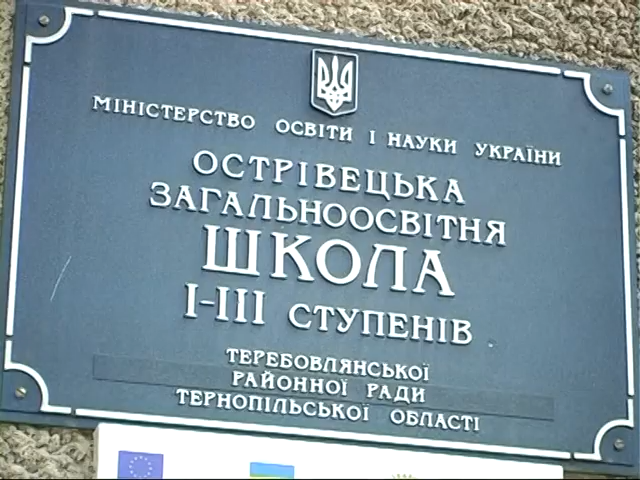 МІНІСТЕРСТВО ОСВІТИ І НАУКИ УКРАЇНИ
ОСТРІВЕЦЬКА
ЗАГАЛЬНООСВІТНЯ
ШКОЛА
І-ІІІ СТУПЕНІВ
ТЕРЕБОВЛЯНСЬКОЇ
РАЙОННОЇ РАДИ
ТЕРНОПІЛЬСЬКОЇ ОБЛАСТІ